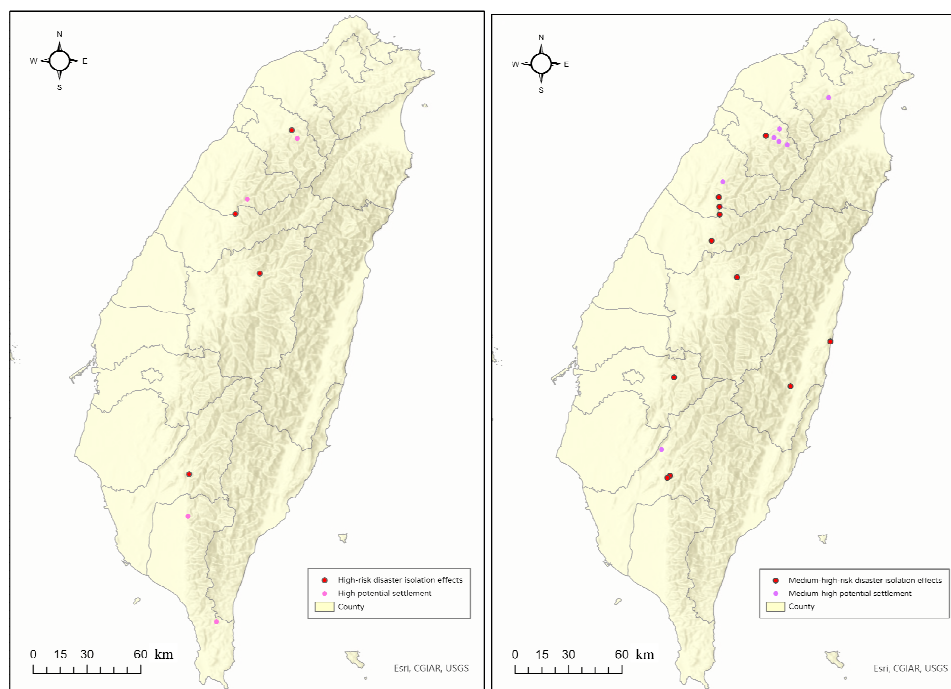 N
W E
S
High-risk disaster isolation effects
High potential settlement
County
0 15 30 60 km
Esri, CGIAR, USGS
N
W E
S
Medium-high-risk disaster isolation effects
Medium-high potential settlement
County
0 15 30 60 km
Esri, CGIAR, USGS